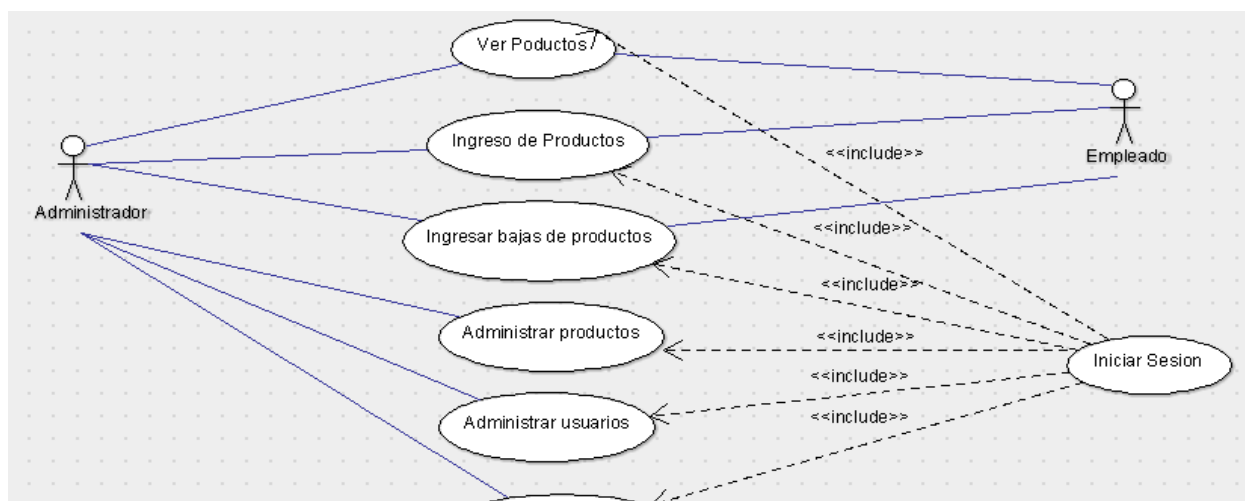 Ver Poductos
Ingreso de Productos
<<include>>
Empleado
Administrador
Ingresar bajas de productos
<<include>>
<<include>>
Administrar productos
<<include>>
Iniciar Sesion
<<include>>
Administrar usuarios
<<include>>